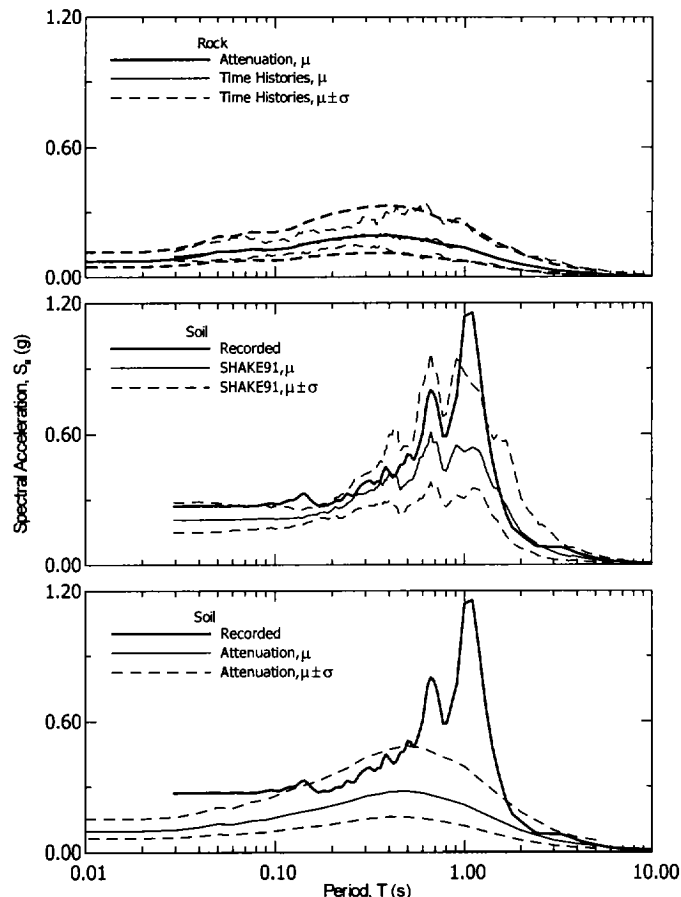 1.20
Rock
Attenuation, μ
Time Histories, μ
Time Histories, μ±σ
0.60
0.00
1.20
Soil
Recorded
SHAKE91, μ
SHAKE91, μ±σ
0.60
0.00
Spectral Acceleration, Sa (g)
1.20
Soil
Recorded
Attenuation, μ
Attenuation, μ±σ
0.60
0.00
0.01 0.10 1.00 10.00
Period, T (s)